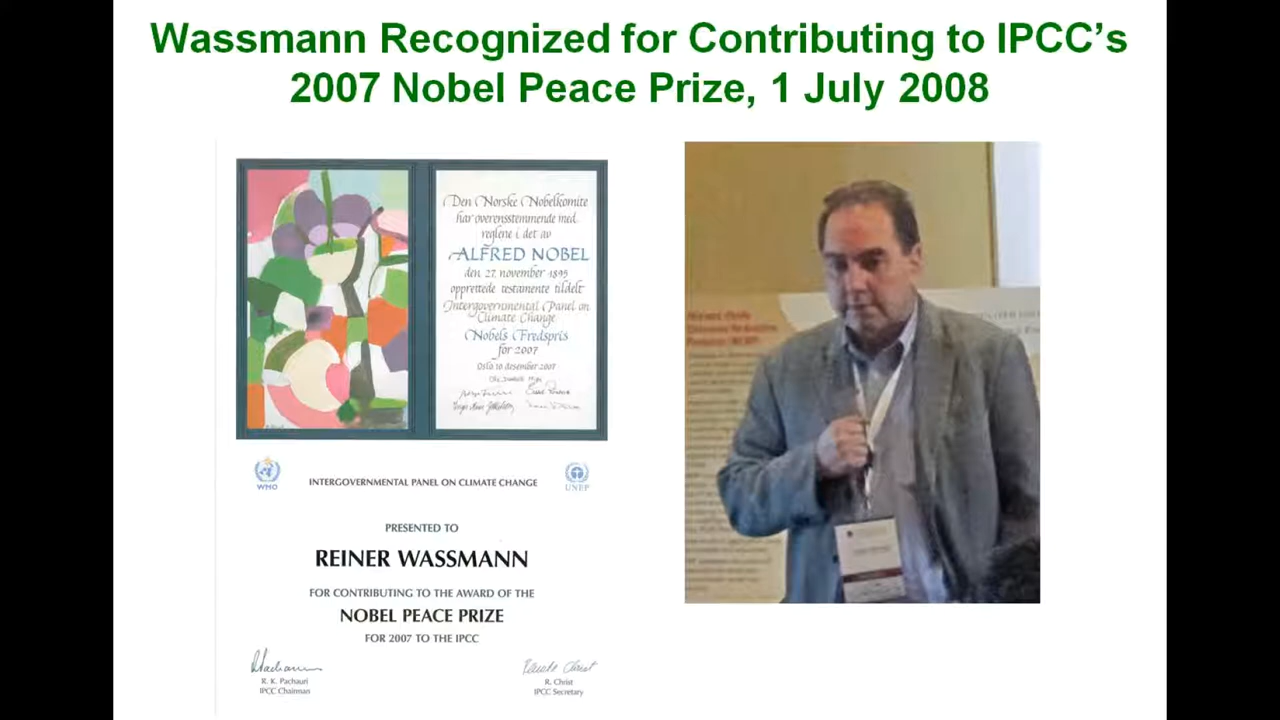 Wassmann Recognized for Contributing to IPCC's
2007 Nobel Peace Prize, 1 July 2008
Den Norske Nobelkomite
har overensstemmende med
reglene i det av
ALFRED NOBEL
den 27. november 1895
opprettede testamente tildelt
Intergovernmental Panel on
Climate Change
Nobels Fredspris
for 2007
Oslo 10 desember 2007
WMO
INTERGOVERNMENTAL PANEL ON CLIMATE CHANGE
UNEP
PRESENTED TO
REINER WASSMANN
FOR CONTRIBUTING TO THE AWARD OF THE
NOBEL PEACE PRIZE
FOR 2007 TO THE IPCC
R. K. Pachauri
IPCC Chairman
R. Christ
IPCC Secretary